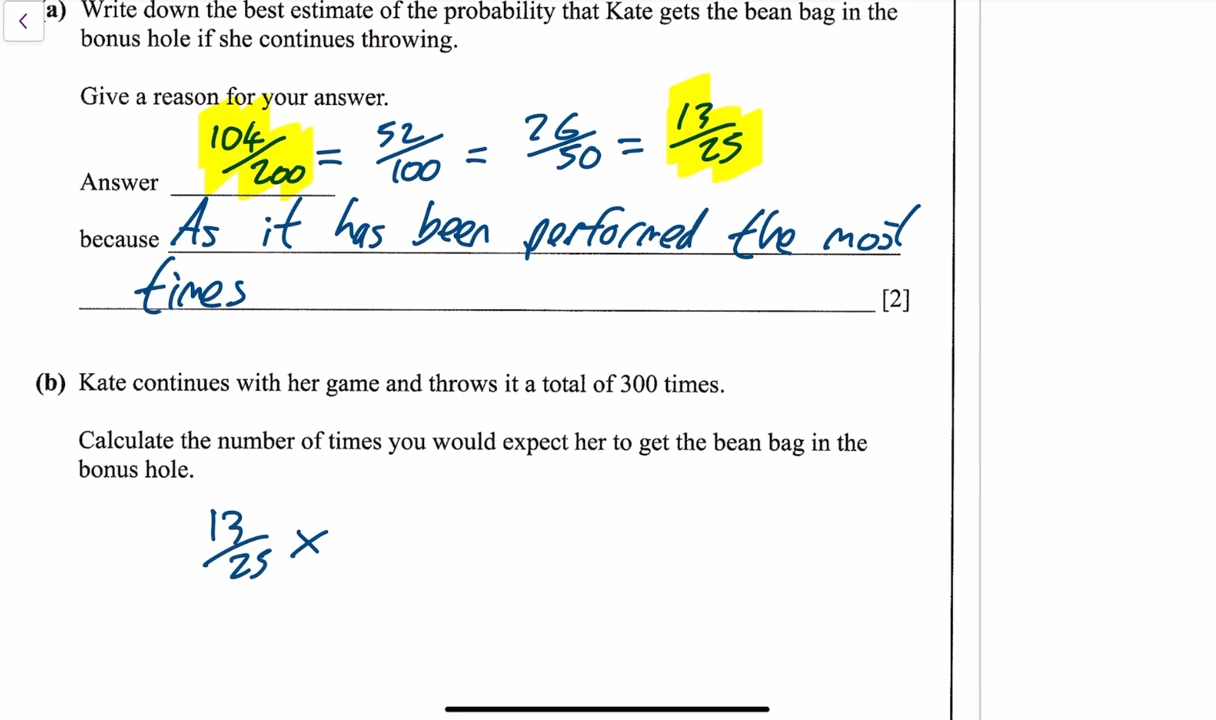 a) Write down the best estimate of the probability that Kate gets the bean bag in the
bonus hole if she continues throwing.
Give a reason for your answer.
104/200 = 52/100 = 26/50 = 13/25
Answer
because As it has been performed the most
times [2]
(b) Kate continues with her game and throws it a total of 300 times.
Calculate the number of times you would expect her to get the bean bag in the
bonus hole.
13/25 ×